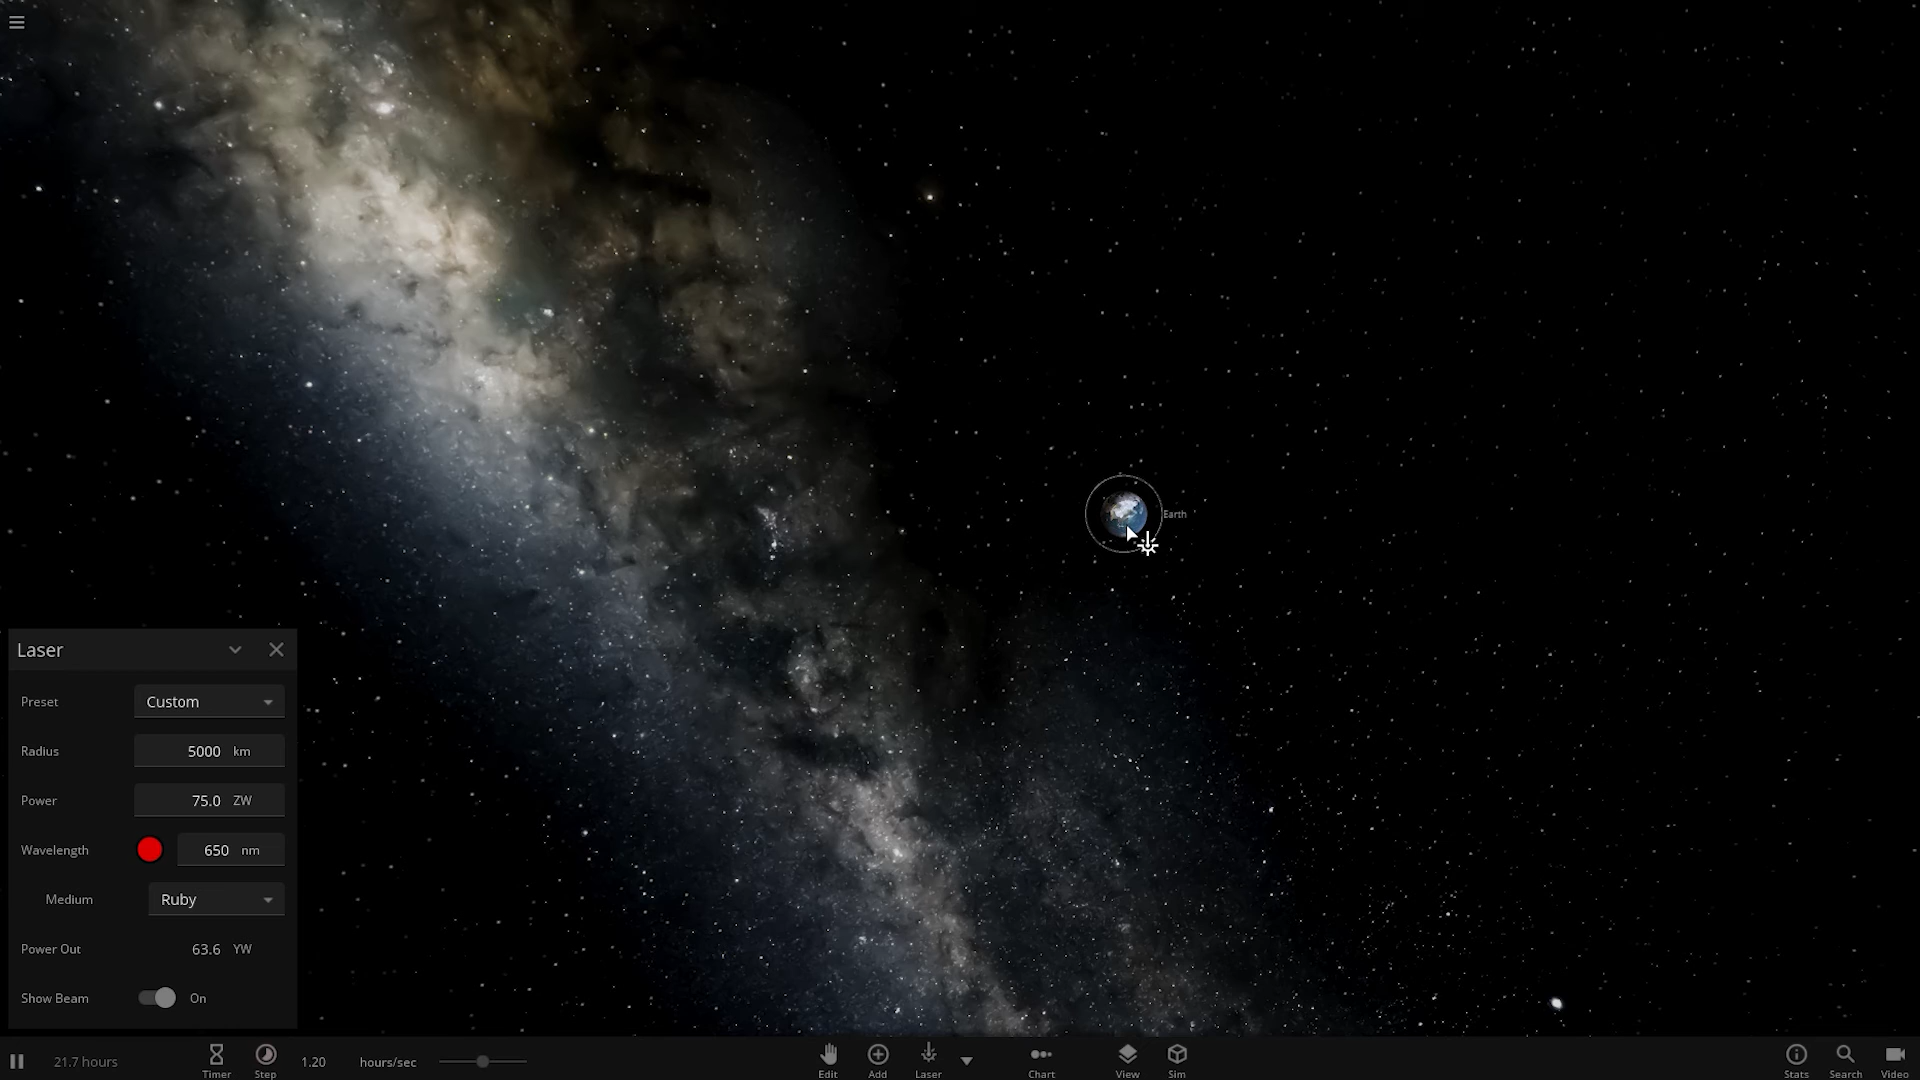 Earth
Laser
Preset Custom
Radius 5000 km
Power 75.0 ZW
Wavelength 650 nm
Medium Ruby
Power Out 63.6 YW
Show Beam On
21.7 hours Timer Step 1.20 hours/sec Edit Add Laser Chart View Sim Stats Search Video